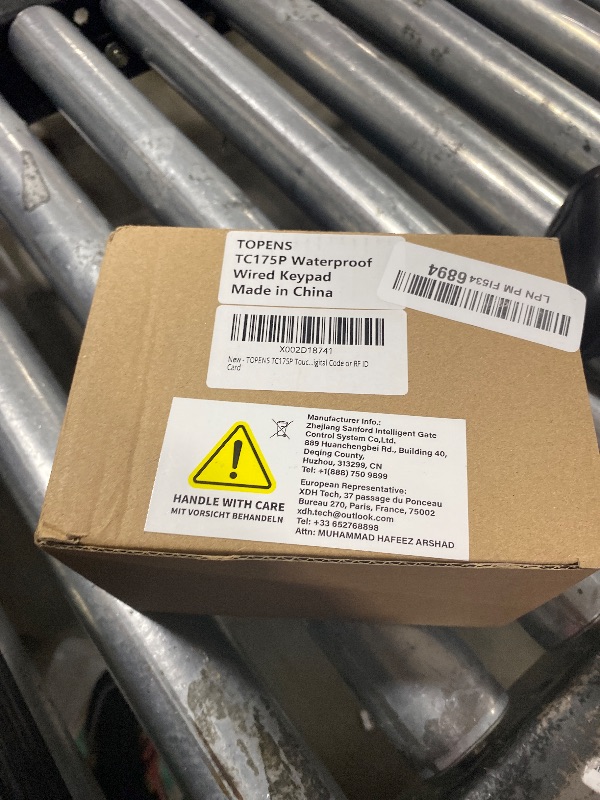 TOPENS
TC175P Waterproof
Wired Keypad
Made in China
LPN PM FI534 6894
X002D18741
New - TOPENS TC175P Touc...igital Code or RF ID
Card
HANDLE WITH CARE
MIT VORSICHT BEHANDELN
Manufacturer Info.:
Zhejiang Sanford Intelligent Gate
Control System Co,Ltd.
889 Huanchengbei Rd., Building 40,
Deqing County,
Huzhou, 313299, CN
Tel: +1(888) 750 9899
European Representative:
XDH Tech, 37 passage du Ponceau
Bureau 270, Paris, France, 75002
xdh.tech@outlook.com
Tel: +33 652768898
Attn: MUHAMMAD HAFEEZ ARSHAD